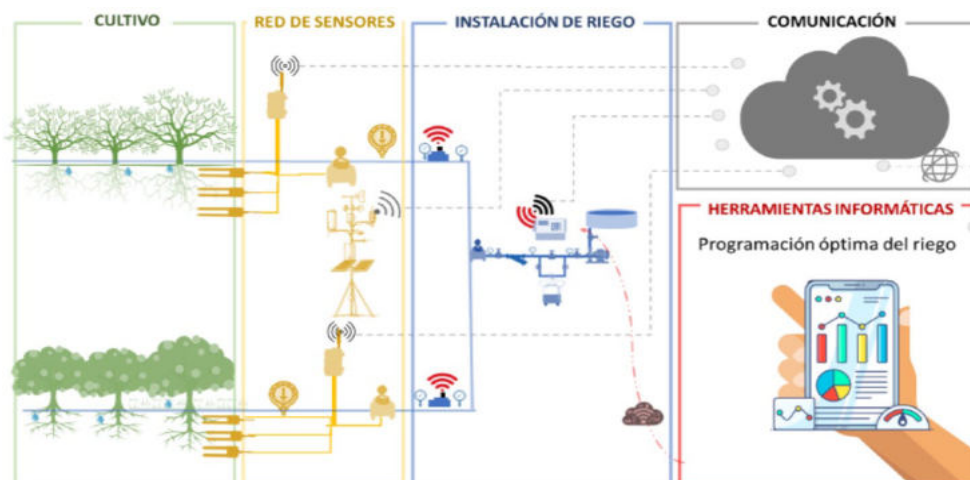 CULTIVO
RED DE SENSORES
INSTALACIÓN DE RIEGO
COMUNICACIÓN
HERRAMIENTAS INFORMÁTICAS
Programación óptima del riego